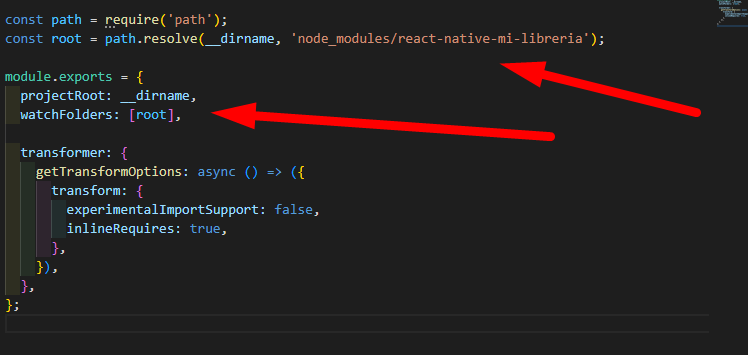 const path = require('path');
const root = path.resolve(__dirname, 'node_modules/react-native-mi-libreria');
module.exports = {
projectRoot: __dirname,
watchFolders: [root],
transformer: {
getTransformOptions: async () => ({
transform: {
experimentalImportSupport: false,
inlineRequires: true,
},
}),
},
};